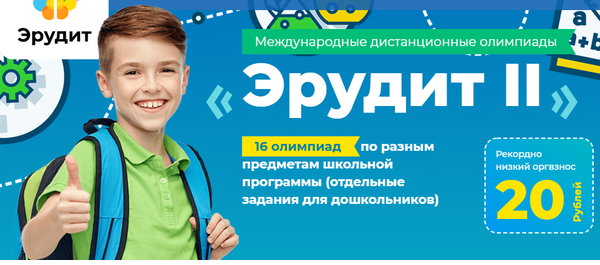 Эрудит
Международные дистанционные олимпиады
« Эрудит II »
16 олимпиад по разным
предметам школьной
программы (отдельные
задания для дошкольников)
Рекордно
низкий оргвзнос
20 Рублей
a+b